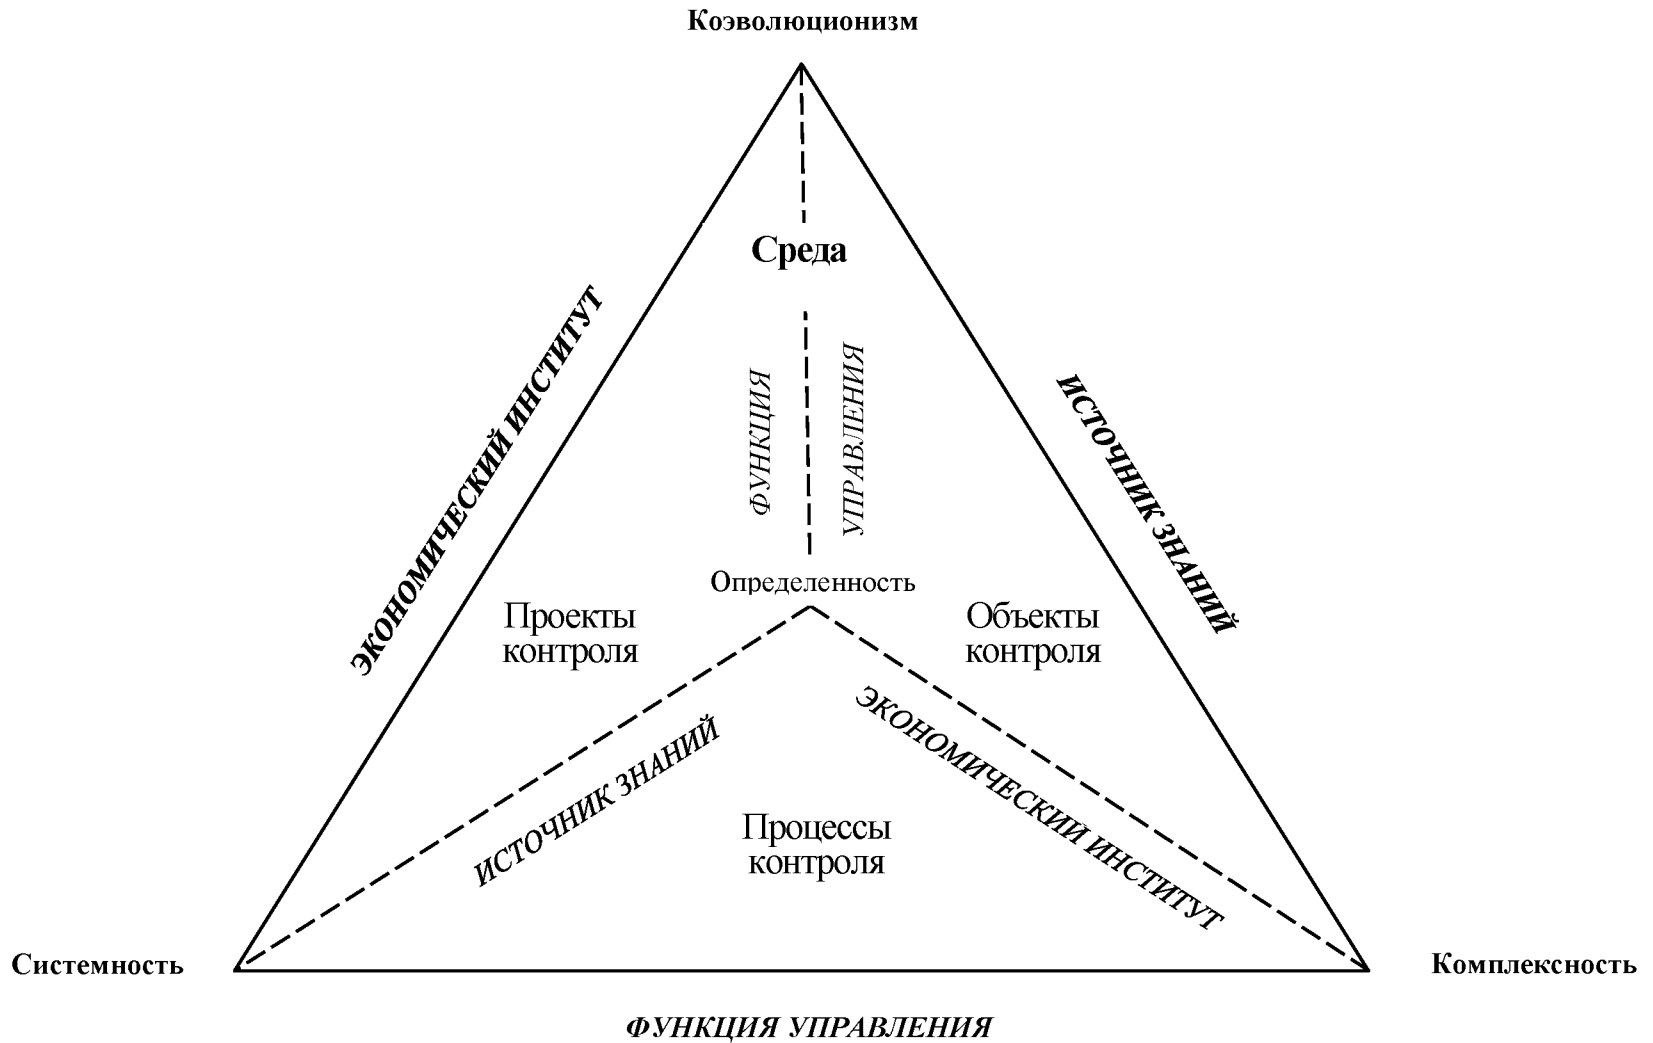 Коэволюционизм
Среда
ЭКОНОМИЧЕСКИЙ ИНСТИТУТ
ФУНКЦИЯ
УПРАВЛЕНИЯ
ИСТОЧНИК ЗНАНИЙ
Определенность
Проекты
контроля
Объекты
контроля
ИСТОЧНИК ЗНАНИЙ
ЭКОНОМИЧЕСКИЙ ИНСТИТУТ
Процессы
контроля
Системность
Комплексность
ФУНКЦИЯ УПРАВЛЕНИЯ